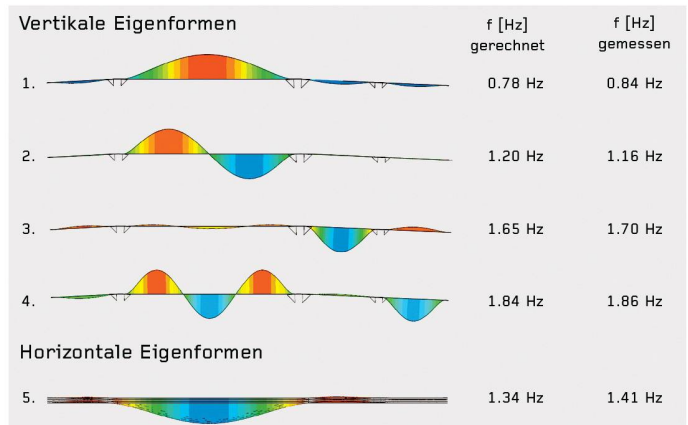 Vertikale Eigenformen
f [Hz] gerechnet
f [Hz] gemessen
1. 0.78 Hz 0.84 Hz
2. 1.20 Hz 1.16 Hz
3. 1.65 Hz 1.70 Hz
4. 1.84 Hz 1.86 Hz
Horizontale Eigenformen
5. 1.34 Hz 1.41 Hz